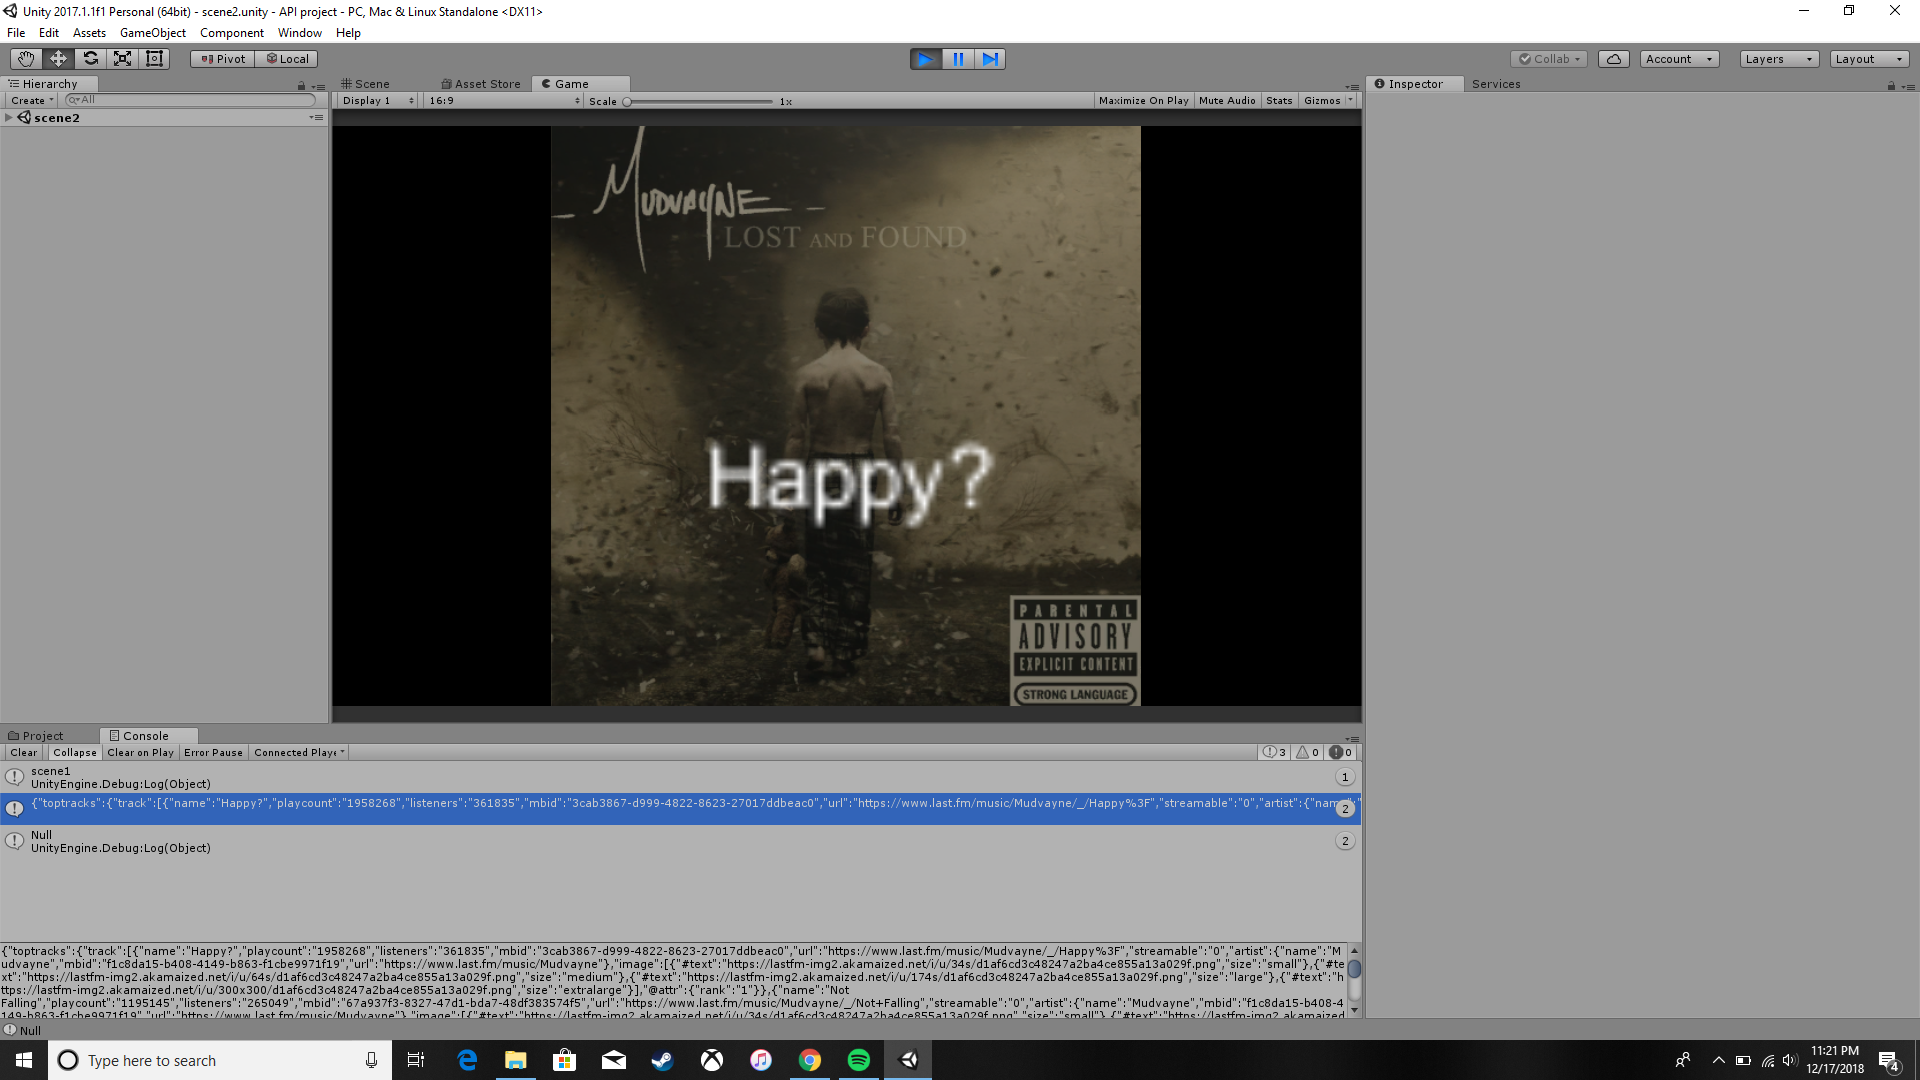 Unity 2017.1.1f1 Personal (64bit) - scene2.unity - API project - PC, Mac & Linux Standalone <DX11>
File Edit Assets GameObject Component Window Help
Pivot Local Collab Account Layers Layout
Hierarchy Scene Asset Store Game Inspector Services
Create All Display 1 16:9 Scale 1x Maximize On Play Mute Audio Stats Gizmos
scene2
MUDVAYNE
LOST AND FOUND
Happy?
PARENTAL
ADVISORY
EXPLICIT CONTENT
STRONG LANGUAGE
Project Console
Clear Collapse Clear on Play Error Pause Connected Playe 3 0 0
scene1
UnityEngine.Debug:Log(Object) 1
{"toptracks":{"track":[{"name":"Happy?","playcount":"1958268","listeners":"361835","mbid":"3cab3867-d999-4822-8623-27017ddbeac0","url":"https://www.last.fm/music/Mudvayne/_/Happy%3F","streamable":"0","artist":{"name":" 2
Null
UnityEngine.Debug:Log(Object) 2
{"toptracks":{"track":[{"name":"Happy?","playcount":"1958268","listeners":"361835","mbid":"3cab3867-d999-4822-8623-27017ddbeac0","url":"https://www.last.fm/music/Mudvayne/_/Happy%3F","streamable":"0","artist":{"name":"M
udvayne","mbid":"f1c8da15-b408-4149-b863-f1cbe9971f19","url":"https://www.last.fm/music/Mudvayne"},"image":[{"#text":"https://lastfm-img2.akamaized.net/i/u/34s/d1af6cd3c48247a2ba4ce855a13a029f.png","size":"small"},{"#te
xt":"https://lastfm-img2.akamaized.net/i/u/64s/d1af6cd3c48247a2ba4ce855a13a029f.png","size":"medium"},{"#text":"https://lastfm-img2.akamaized.net/i/u/174s/d1af6cd3c48247a2ba4ce855a13a029f.png","size":"large"},{"#text":"h
ttps://lastfm-img2.akamaized.net/i/u/300x300/d1af6cd3c48247a2ba4ce855a13a029f.png","size":"extralarge"}],"@attr":{"rank":"1"}},{"name":"Not
Falling","playcount":"1195145","listeners":"265049","mbid":"67a937f3-8327-47d1-bda7-48df383574f5","url":"https://www.last.fm/music/Mudvayne/_/Not+Falling","streamable":"0","artist":{"name":"Mudvayne","mbid":"f1c8da15-b408-4
149-b863-f1cbe9971f19","url":"https://www.last.fm/music/Mudvayne"},"image":[{"#text":"https://lastfm-img2.akamaized.net/i/u/34s/d1af6cd3c48247a2ba4ce855a13a029f.png","size":"small"},{"#text":"https://lastfm-img2.akamaized
Null
Type here to search
11:21 PM
12/17/2018
4